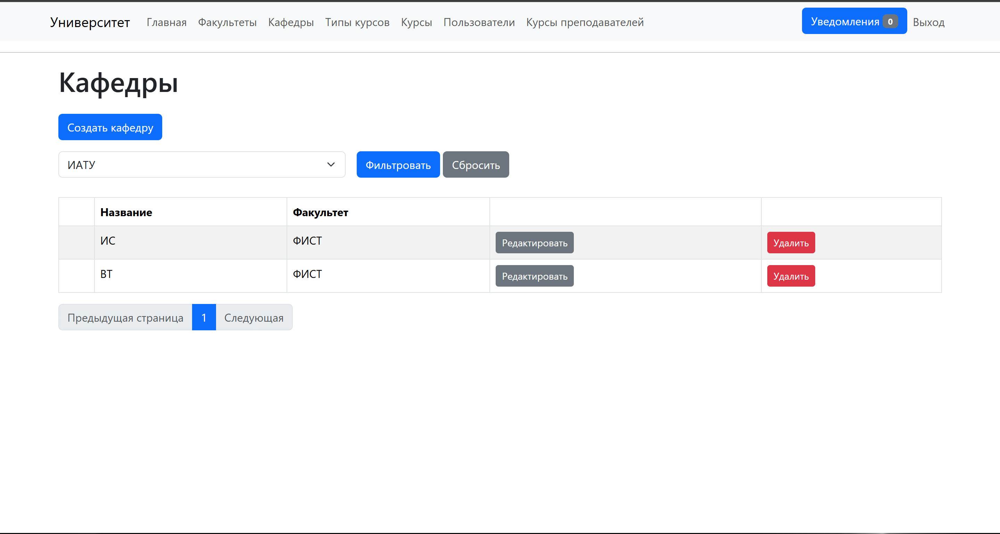 Университет Главная Факультеты Кафедры Типы курсов Курсы Пользователи Курсы преподавателей Уведомления 0 Выход
Кафедры
Создать кафедру
ИАТУ Фильтровать Сбросить
Название Факультет
ИС ФИСТ Редактировать Удалить
ВТ ФИСТ Редактировать Удалить
Предыдущая страница 1 Следующая